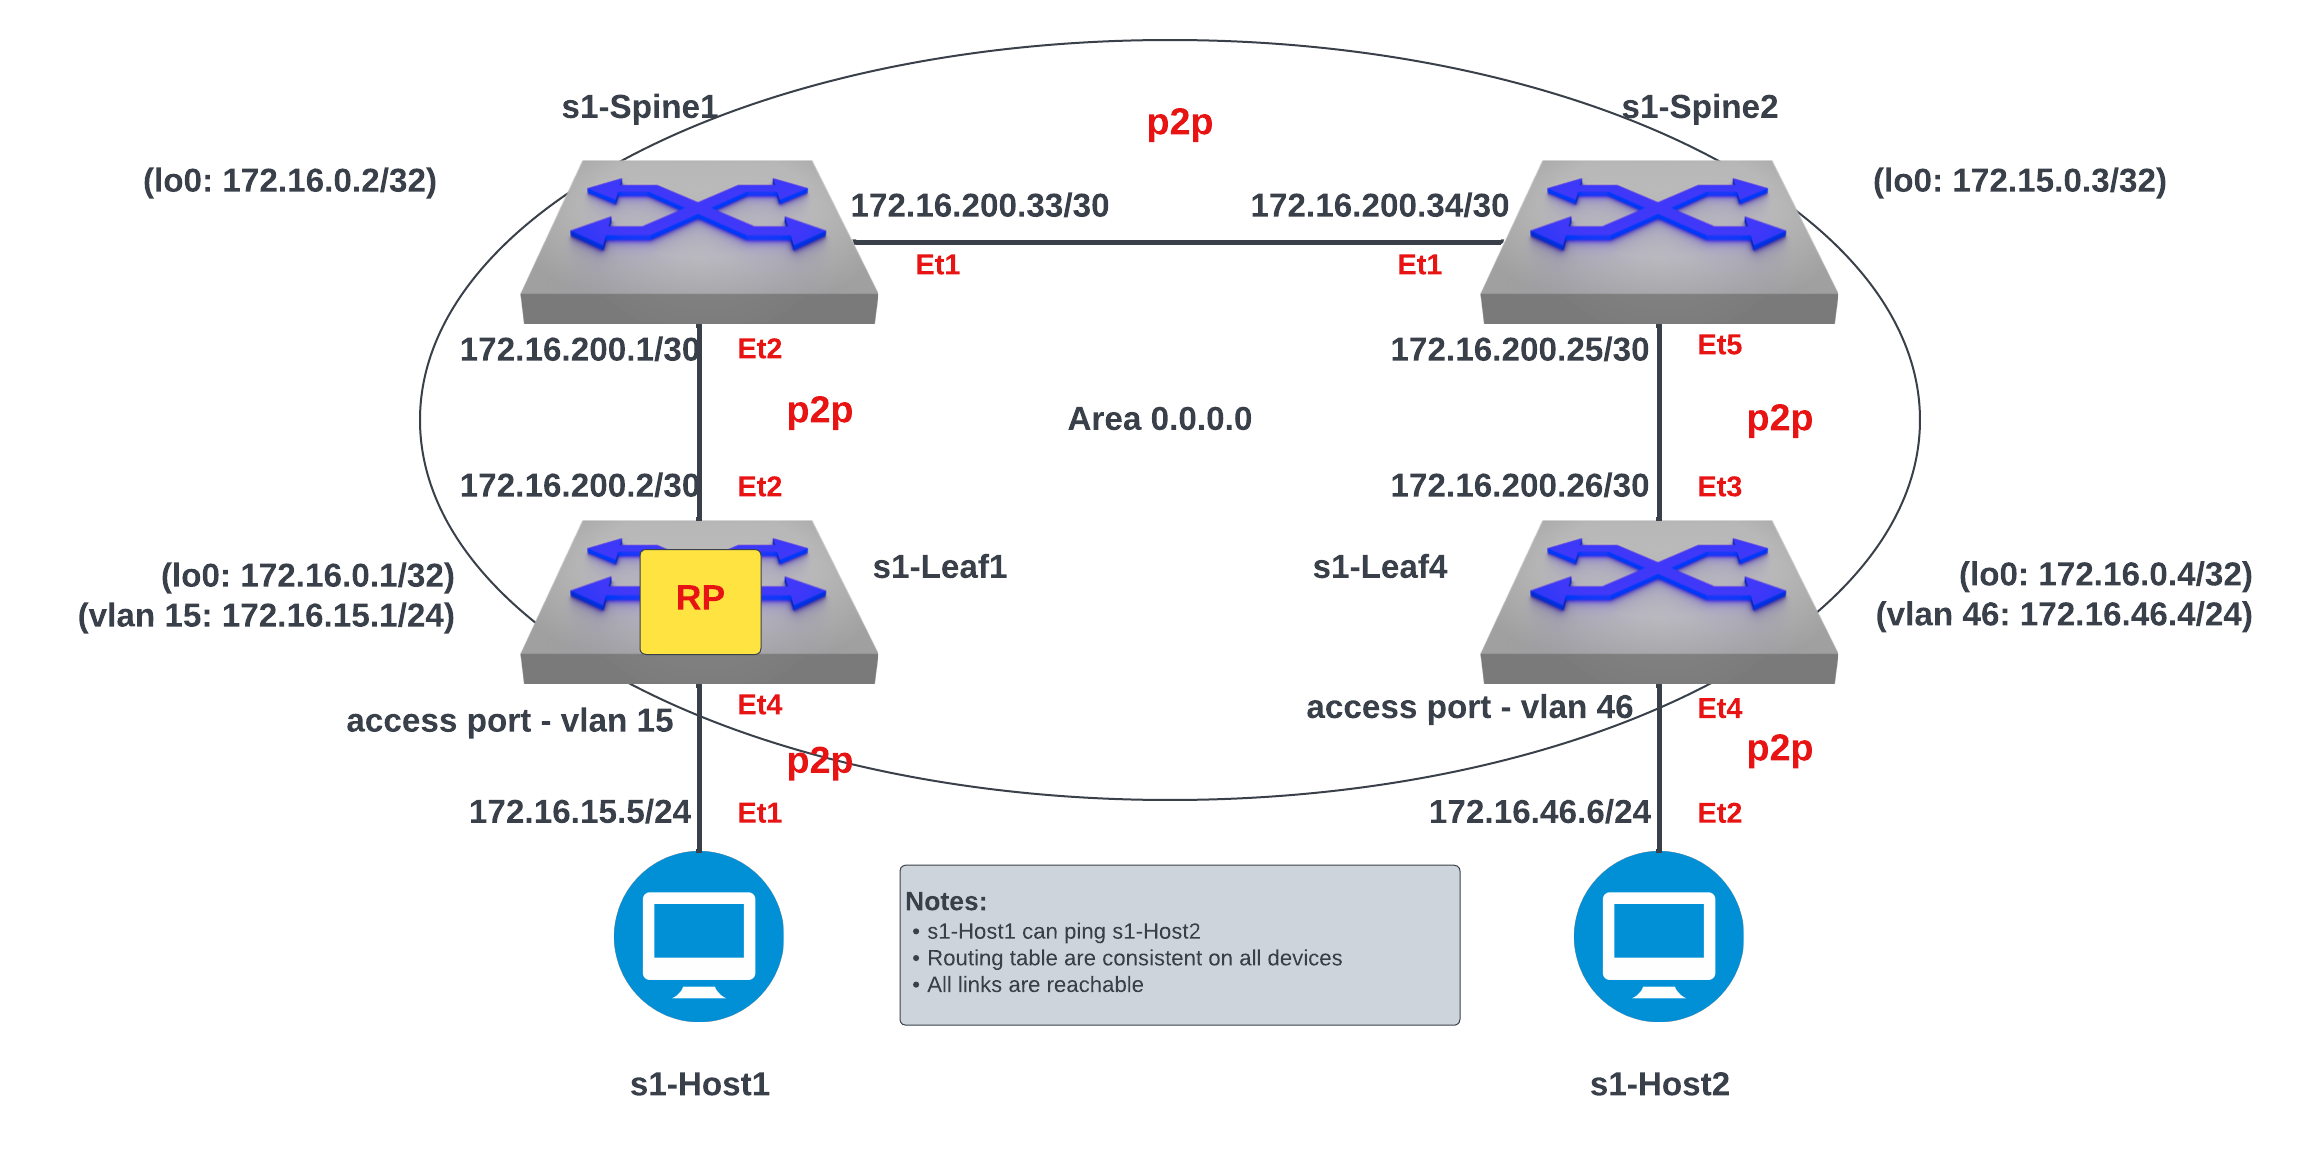 s1-Spine1
s1-Spine2
p2p
(lo0: 172.16.0.2/32)
(lo0: 172.15.0.3/32)
172.16.200.33/30
172.16.200.34/30
Et1
Et1
172.16.200.1/30
Et2
172.16.200.25/30
Et5
p2p
Area 0.0.0.0
p2p
172.16.200.2/30
Et2
172.16.200.26/30
Et3
(lo0: 172.16.0.1/32)
(vlan 15: 172.16.15.1/24)
RP
s1-Leaf1
s1-Leaf4
(lo0: 172.16.0.4/32)
(vlan 46: 172.16.46.4/24)
access port - vlan 15
Et4
access port - vlan 46
Et4
p2p
p2p
172.16.15.5/24
Et1
172.16.46.6/24
Et2
Notes:
• s1-Host1 can ping s1-Host2
• Routing table are consistent on all devices
• All links are reachable
s1-Host1
s1-Host2